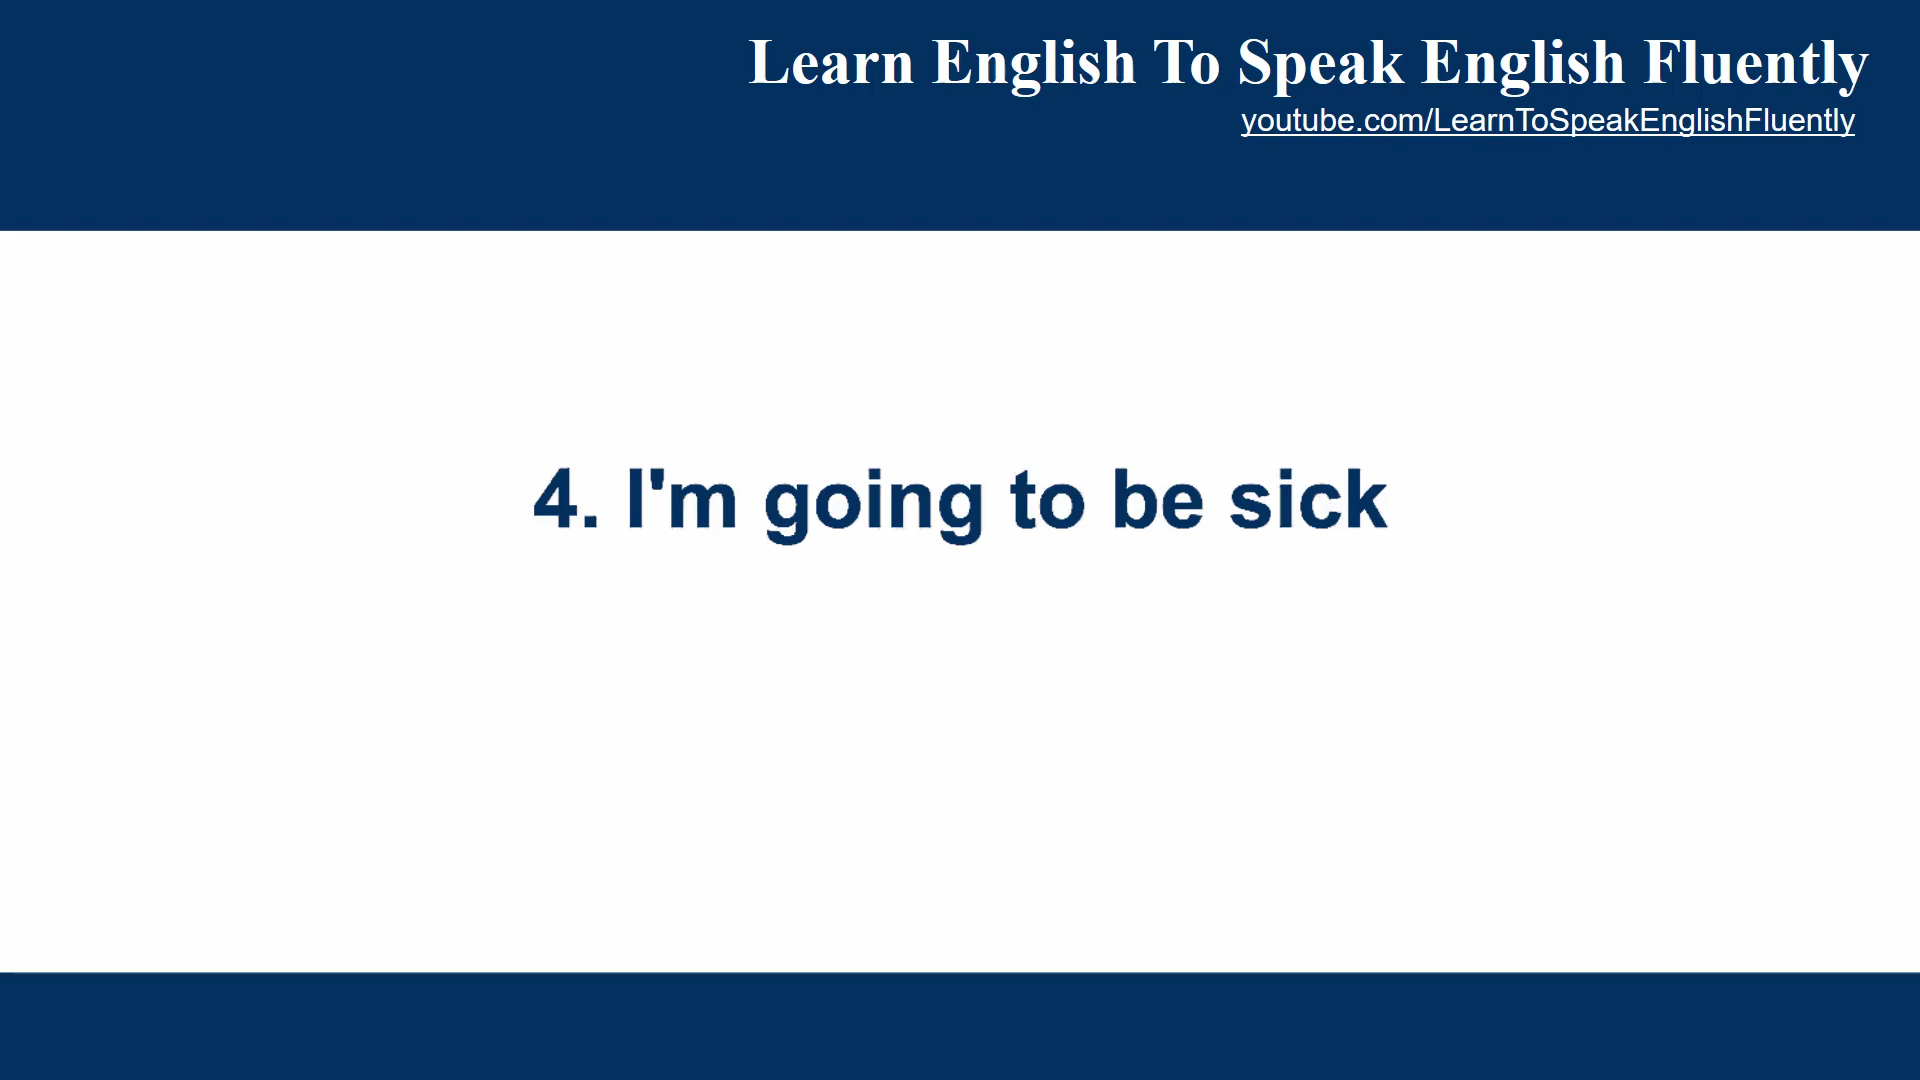 Learn English To Speak English Fluently
youtube.com/LearnToSpeakEnglishFluently
4. I'm going to be sick